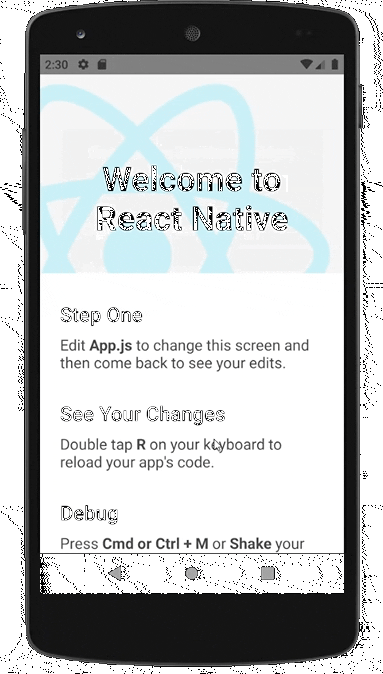 2:30
Welcome to
React Native
Step One
Edit App.js to change this screen and
then come back to see your edits.
See Your Changes
Double tap R on your keyboard to
reload your app's code.
Debug
Press Cmd or Ctrl + M or Shake your